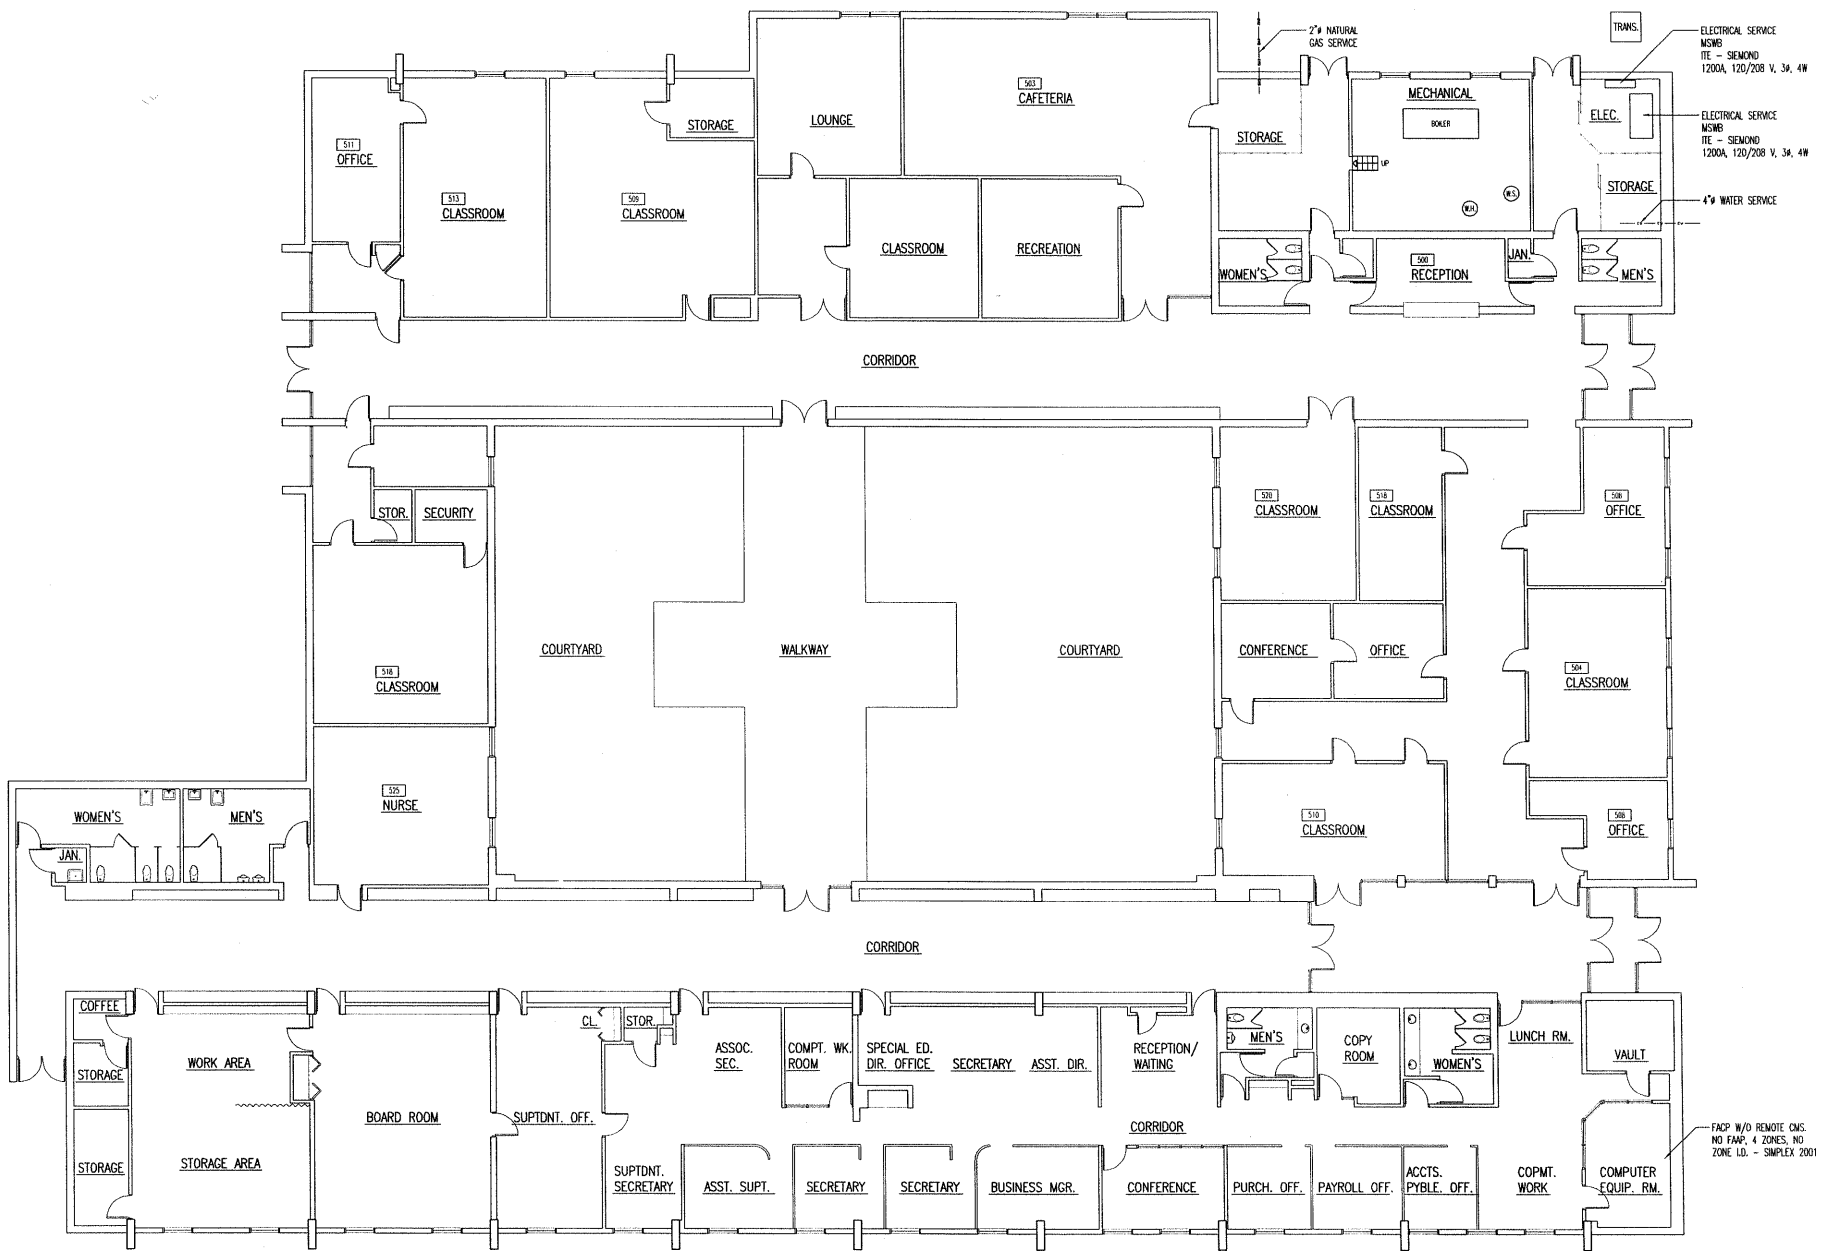 TRANS.
ELECTRICAL SERVICE
MSWB
ITE - SIEMOND
1200A, 120/208 V, 3ø, 4W
2"ø NATURAL
GAS SERVICE
503
CAFETERIA
MECHANICAL
BOILER
ELEC.
ELECTRICAL SERVICE
MSWB
ITE - SIEMOND
1200A, 120/208 V, 3ø, 4W
LOUNGE
STORAGE
STORAGE
511
OFFICE
UP
STORAGE
513
CLASSROOM
509
CLASSROOM
W.S.
W.H.
4"ø WATER SERVICE
CLASSROOM
RECREATION
WOMEN'S
500
RECEPTION
JAN.
MEN'S
CORRIDOR
STOR.
SECURITY
520
CLASSROOM
518
CLASSROOM
508
OFFICE
COURTYARD
WALKWAY
COURTYARD
CONFERENCE
OFFICE
518
CLASSROOM
504
CLASSROOM
525
NURSE
WOMEN'S
MEN'S
JAN.
510
CLASSROOM
508
OFFICE
CORRIDOR
COFFEE
CL.
STOR.
WORK AREA
STORAGE
ASSOC.
SEC.
COMPT. WK.
ROOM
SPECIAL ED.
DIR. OFFICE
SECRETARY
ASST. DIR.
RECEPTION/
WAITING
MEN'S
COPY
ROOM
WOMEN'S
LUNCH RM.
VAULT
BOARD ROOM
SUPTDNT. OFF.
CORRIDOR
FACP W/O REMOTE CMS.
NO FAAP, 4 ZONES, NO
ZONE I.D. - SIMPLEX 2001
STORAGE
STORAGE AREA
SUPTDNT.
SECRETARY
ASST. SUPT.
SECRETARY
SECRETARY
BUSINESS MGR.
CONFERENCE
PURCH. OFF.
PAYROLL OFF.
ACCTS.
PYBLE. OFF.
COPMT.
WORK
COMPUTER
EQUIP. RM.